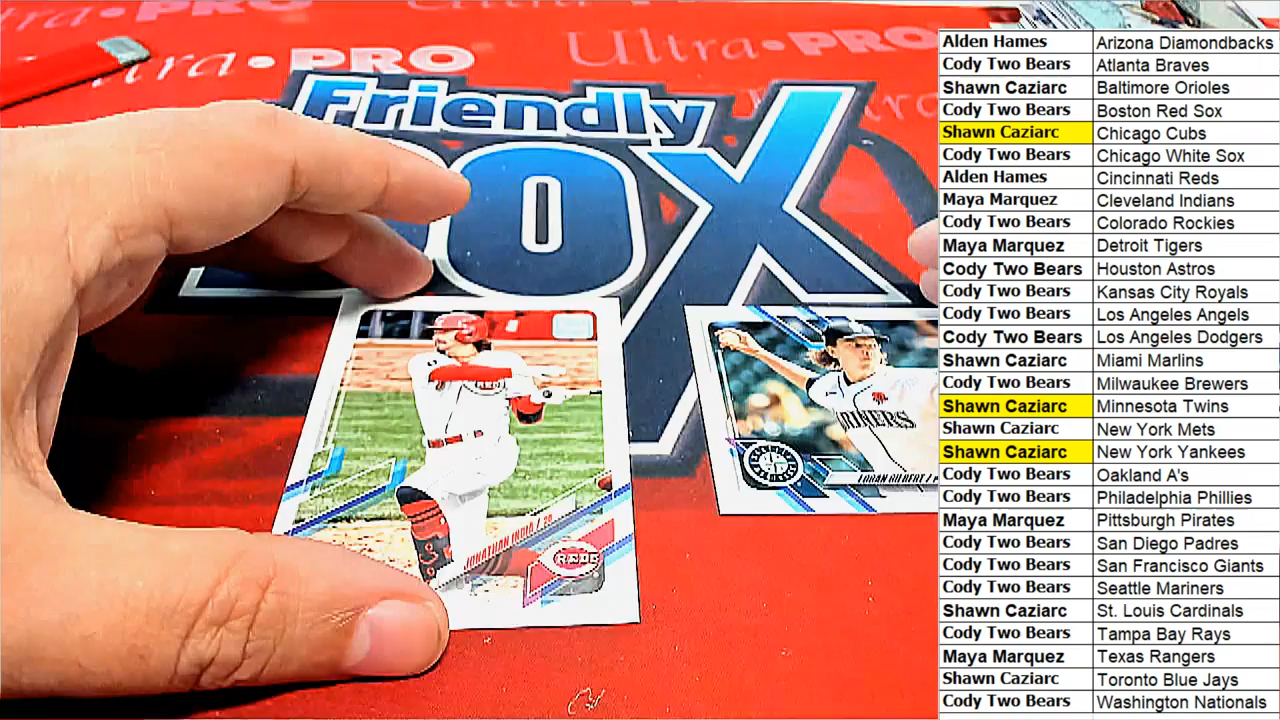 Ultra•PRO
Ultra•PRO
Friendly
BOX
JONATHAN INDIA / 2B
REDS
MARINERS
LOGAN GILBERT / P
Alden Hames Arizona Diamondbacks
Cody Two Bears Atlanta Braves
Shawn Caziarc Baltimore Orioles
Cody Two Bears Boston Red Sox
Shawn Caziarc Chicago Cubs
Cody Two Bears Chicago White Sox
Alden Hames Cincinnati Reds
Maya Marquez Cleveland Indians
Cody Two Bears Colorado Rockies
Maya Marquez Detroit Tigers
Cody Two Bears Houston Astros
Cody Two Bears Kansas City Royals
Cody Two Bears Los Angeles Angels
Cody Two Bears Los Angeles Dodgers
Shawn Caziarc Miami Marlins
Cody Two Bears Milwaukee Brewers
Shawn Caziarc Minnesota Twins
Shawn Caziarc New York Mets
Shawn Caziarc New York Yankees
Cody Two Bears Oakland A's
Cody Two Bears Philadelphia Phillies
Maya Marquez Pittsburgh Pirates
Cody Two Bears San Diego Padres
Cody Two Bears San Francisco Giants
Cody Two Bears Seattle Mariners
Shawn Caziarc St. Louis Cardinals
Cody Two Bears Tampa Bay Rays
Maya Marquez Texas Rangers
Shawn Caziarc Toronto Blue Jays
Cody Two Bears Washington Nationals